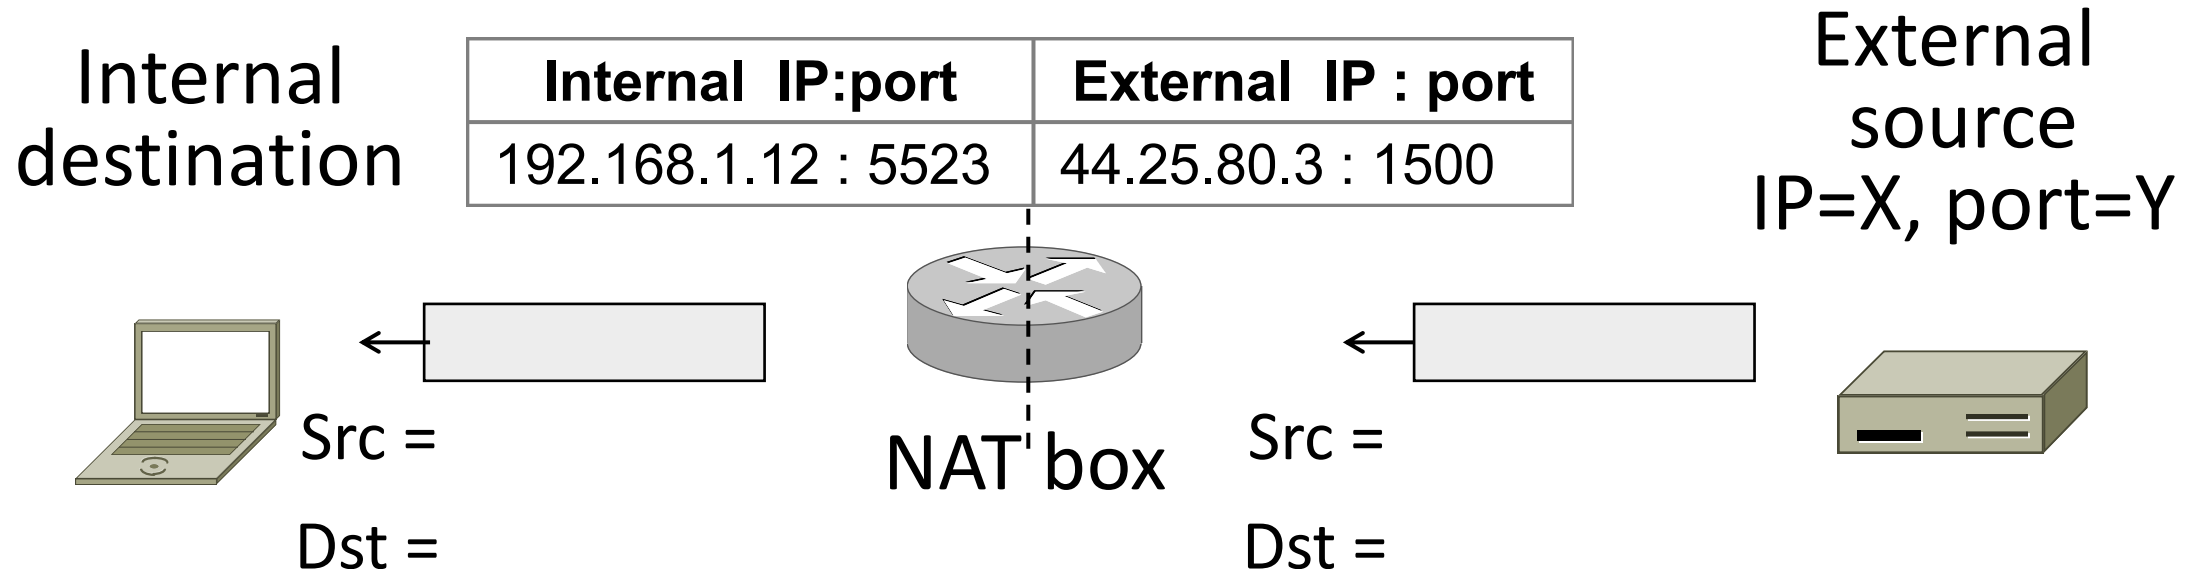 Internal
destination
Internal IP:port
External IP : port
192.168.1.12 : 5523
44.25.80.3 : 1500
External
source
IP=X, port=Y
Src =
Dst =
NAT box
Src =
Dst =